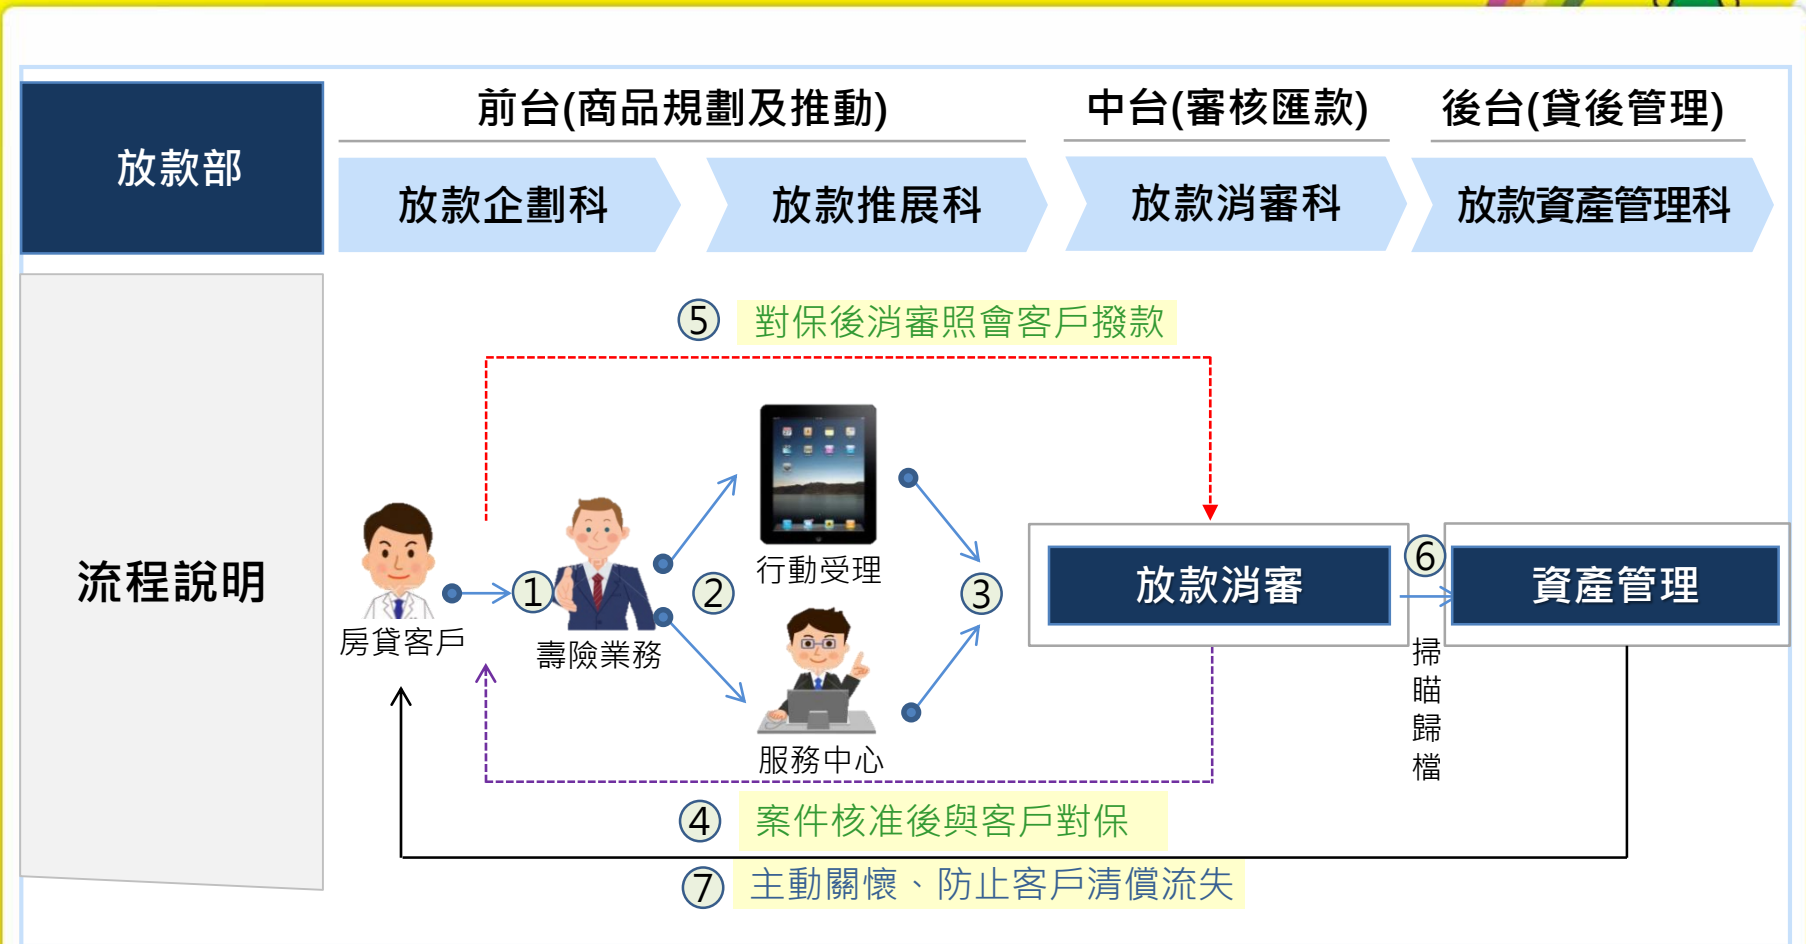 放款部
前台(商品規劃及推動)
中台(審核匯款)
後台(貸後管理)
放款企劃科
放款推展科
放款消審科
放款資產管理科
流程說明
⑤ 對保後消審照會客戶撥款
房貸客戶
①
壽險業務
②
行動受理
服務中心
③
放款消審
⑥
掃瞄歸檔
資產管理
④ 案件核准後與客戶對保
⑦ 主動關懷、防止客戶清償流失